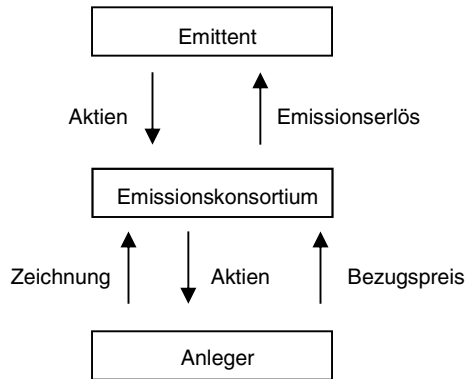 Emittent
Aktien Emissionserlös
Emissionskonsortium
Zeichnung Aktien Bezugspreis
Anleger